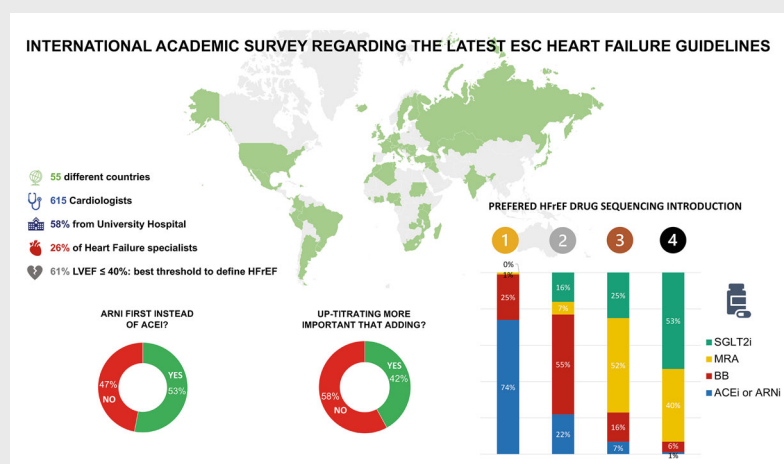 INTERNATIONAL ACADEMIC SURVEY REGARDING THE LATEST ESC HEART FAILURE GUIDELINES
55 different countries
615 Cardiologists
58% from University Hospital
26% of Heart Failure specialists
61% LVEF ≤ 40%: best threshold to define HFrEF
ARNI FIRST INSTEAD
OF ACEI?
47%
NO
YES
53%
UP-TITRATING MORE
IMPORTANT THAT ADDING?
YES
42%
58%
NO
PREFERED HFrEF DRUG SEQUENCING INTRODUCTION
1
2
3
4
0%
1%
25%
74%
16%
7%
55%
22%
25%
52%
16%
7%
53%
40%
6%
1%
SGLT2i
MRA
BB
ACEi or ARNi